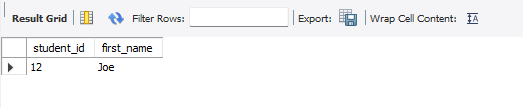 Result Grid Filter Rows: Export: Wrap Cell Content:
student_id first_name
12 Joe